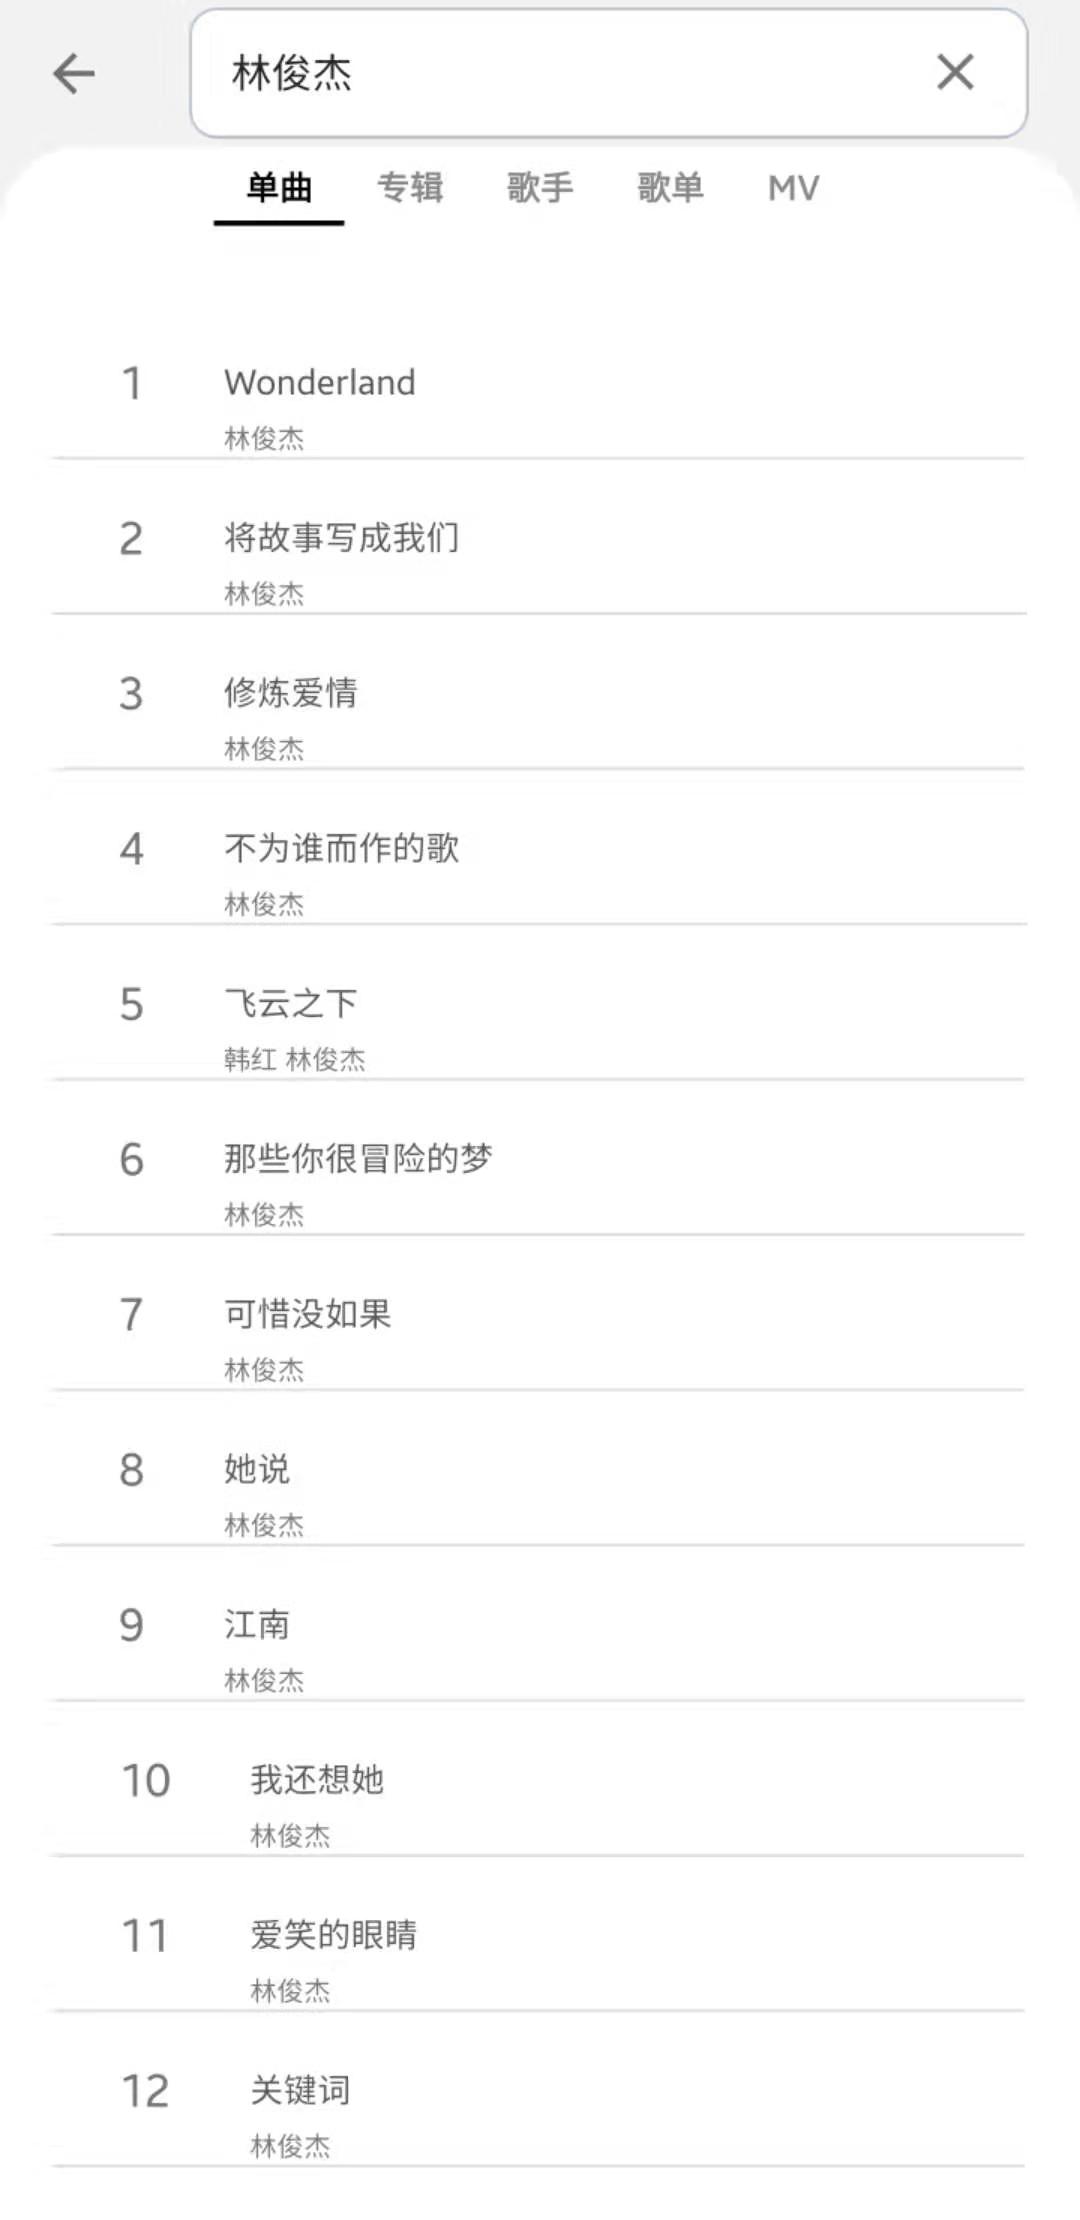 林俊杰
单曲 专辑 歌手 歌单 MV
1 Wonderland
林俊杰
2 将故事写成我们
林俊杰
3 修炼爱情
林俊杰
4 不为谁而作的歌
林俊杰
5 飞云之下
韩红 林俊杰
6 那些你很冒险的梦
林俊杰
7 可惜没如果
林俊杰
8 她说
林俊杰
9 江南
林俊杰
10 我还想她
林俊杰
11 爱笑的眼睛
林俊杰
12 关键词
林俊杰